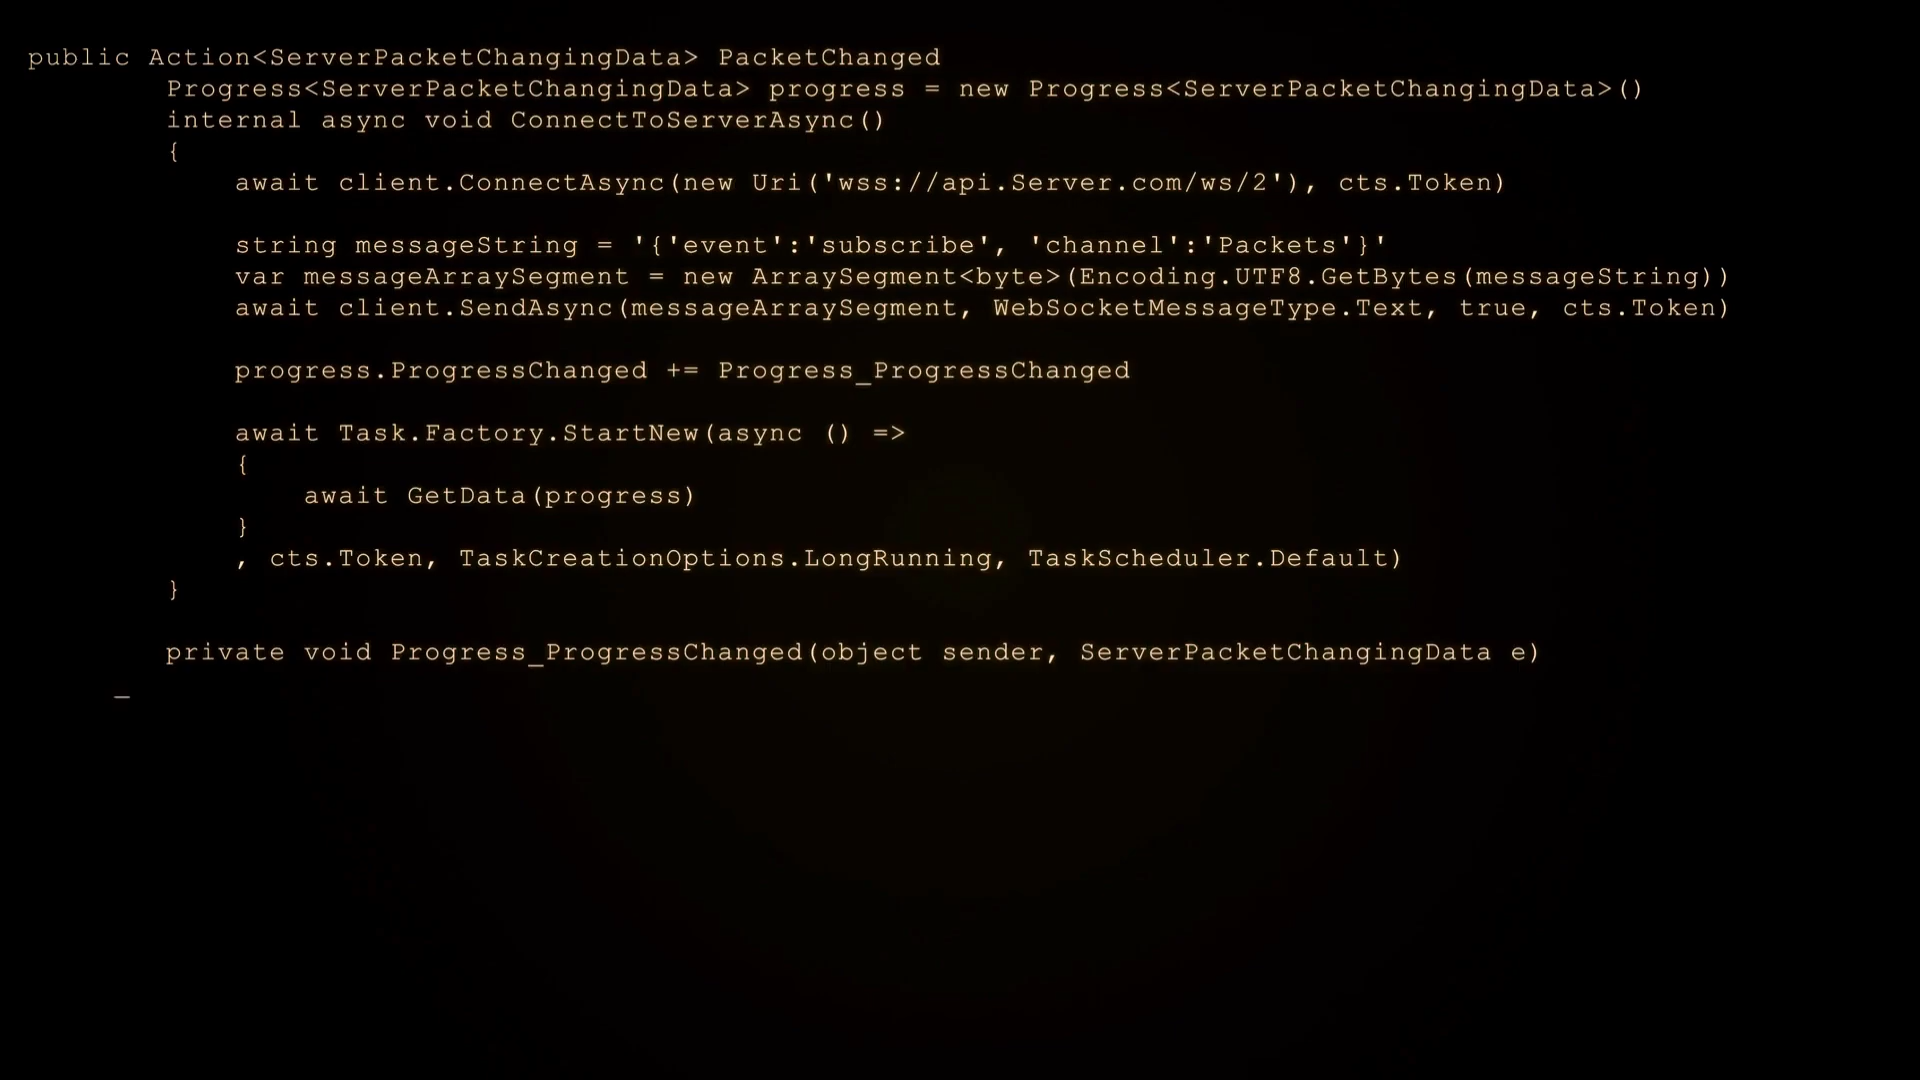 public Action<ServerPacketChangingData> PacketChanged
Progress<ServerPacketChangingData> progress = new Progress<ServerPacketChangingData>()
internal async void ConnectToServerAsync()
{
await client.ConnectAsync(new Uri('wss://api.Server.com/ws/2'), cts.Token)
string messageString = '{'event':'subscribe', 'channel':'Packets'}'
var messageArraySegment = new ArraySegment<byte>(Encoding.UTF8.GetBytes(messageString))
await client.SendAsync(messageArraySegment, WebSocketMessageType.Text, true, cts.Token)
progress.ProgressChanged += Progress_ProgressChanged
await Task.Factory.StartNew(async () =>
{
await GetData(progress)
}
, cts.Token, TaskCreationOptions.LongRunning, TaskScheduler.Default)
}
private void Progress_ProgressChanged(object sender, ServerPacketChangingData e)
_